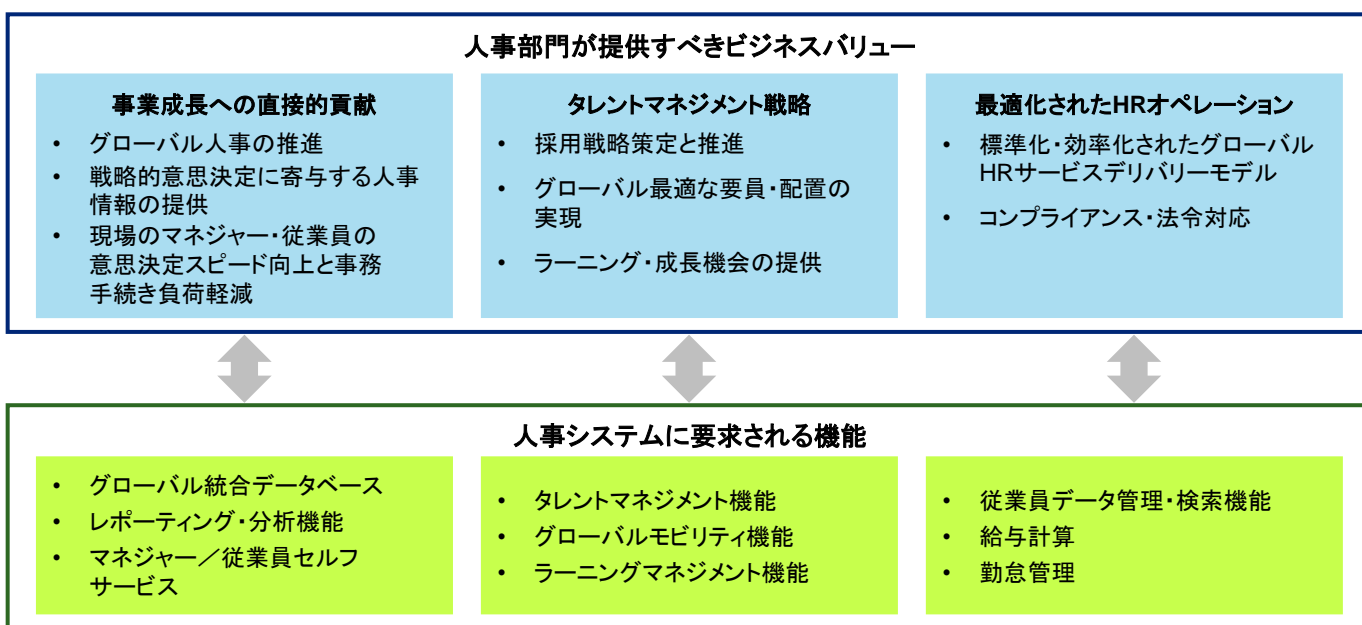 人事部門が提供すべきビジネスバリュー
事業成長への直接的貢献
• グローバル人事の推進
• 戦略的意思決定に寄与する人事
情報の提供
• 現場のマネジャー・従業員の
意思決定スピード向上と事務
手続き負荷軽減
タレントマネジメント戦略
• 採用戦略策定と推進
• グローバル最適な要員・配置の
実現
• ラーニング・成長機会の提供
最適化されたHRオペレーション
• 標準化・効率化されたグローバル
HRサービスデリバリーモデル
• コンプライアンス・法令対応
人事システムに要求される機能
• グローバル統合データベース
• レポーティング・分析機能
• マネジャー／従業員セルフ
サービス
• タレントマネジメント機能
• グローバルモビリティ機能
• ラーニングマネジメント機能
• 従業員データ管理・検索機能
• 給与計算
• 勤怠管理